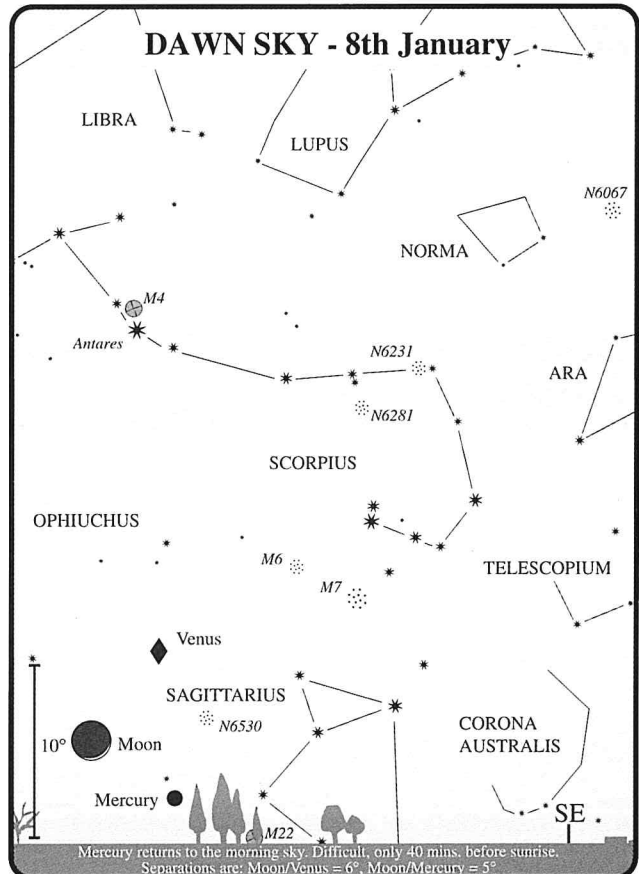 DAWN SKY - 8th January
LIBRA
LUPUS
N6067
NORMA
M4
Antares
N6231
ARA
N6281
SCORPIUS
OPHIUCHUS
M6
M7
TELESCOPIUM
Venus
SAGITTARIUS
N6530
CORONA
AUSTRALIS
10°
Moon
Mercury
M22
SE
Mercury returns to the morning sky. Difficult, only 40 mins. before sunrise.
Separations are: Moon/Venus = 6°, Moon/Mercury = 5°